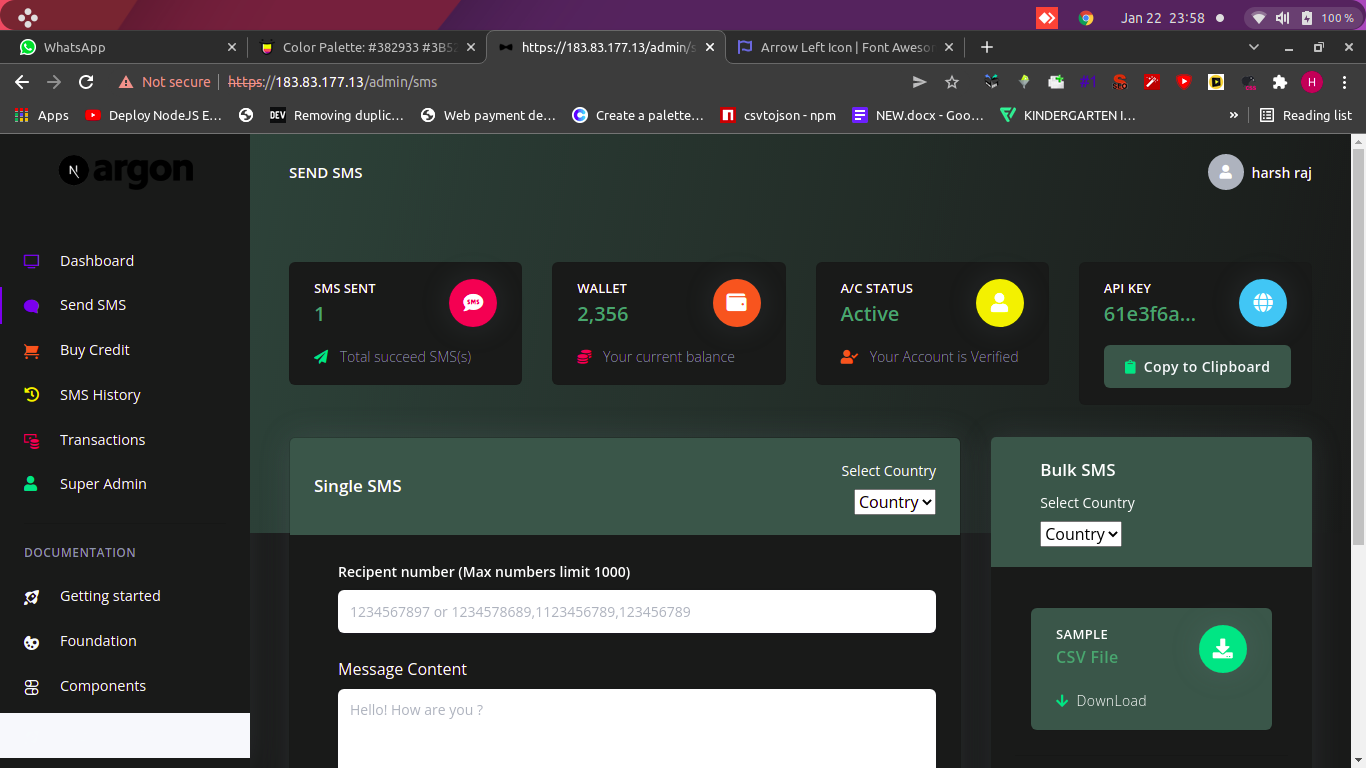 Jan 22 23:58
100 %
WhatsApp
Color Palette: #382933 #3B52
https://183.83.177.13/admin/s
Arrow Left Icon | Font Awesor
Not secure
https://183.83.177.13/admin/sms
#1
H
Apps
Deploy NodeJS E...
DEV
Removing duplic...
Web payment de...
Create a palette...
csvtojson - npm
NEW.docx - Goo...
KINDERGARTEN I...
»
Reading list
N argon
SEND SMS
harsh raj
Dashboard
Send SMS
Buy Credit
SMS History
Transactions
Super Admin
DOCUMENTATION
Getting started
Foundation
Components
SMS SENT
1
SMS
Total succeed SMS(s)
WALLET
2,356
Your current balance
A/C STATUS
Active
Your Account is Verified
API KEY
61e3f6a...
Copy to Clipboard
Single SMS
Select Country
Country
Recipent number (Max numbers limit 1000)
1234567897 or 1234578689,1123456789,123456789
Message Content
Hello! How are you ?
Bulk SMS
Select Country
Country
SAMPLE
CSV File
DownLoad